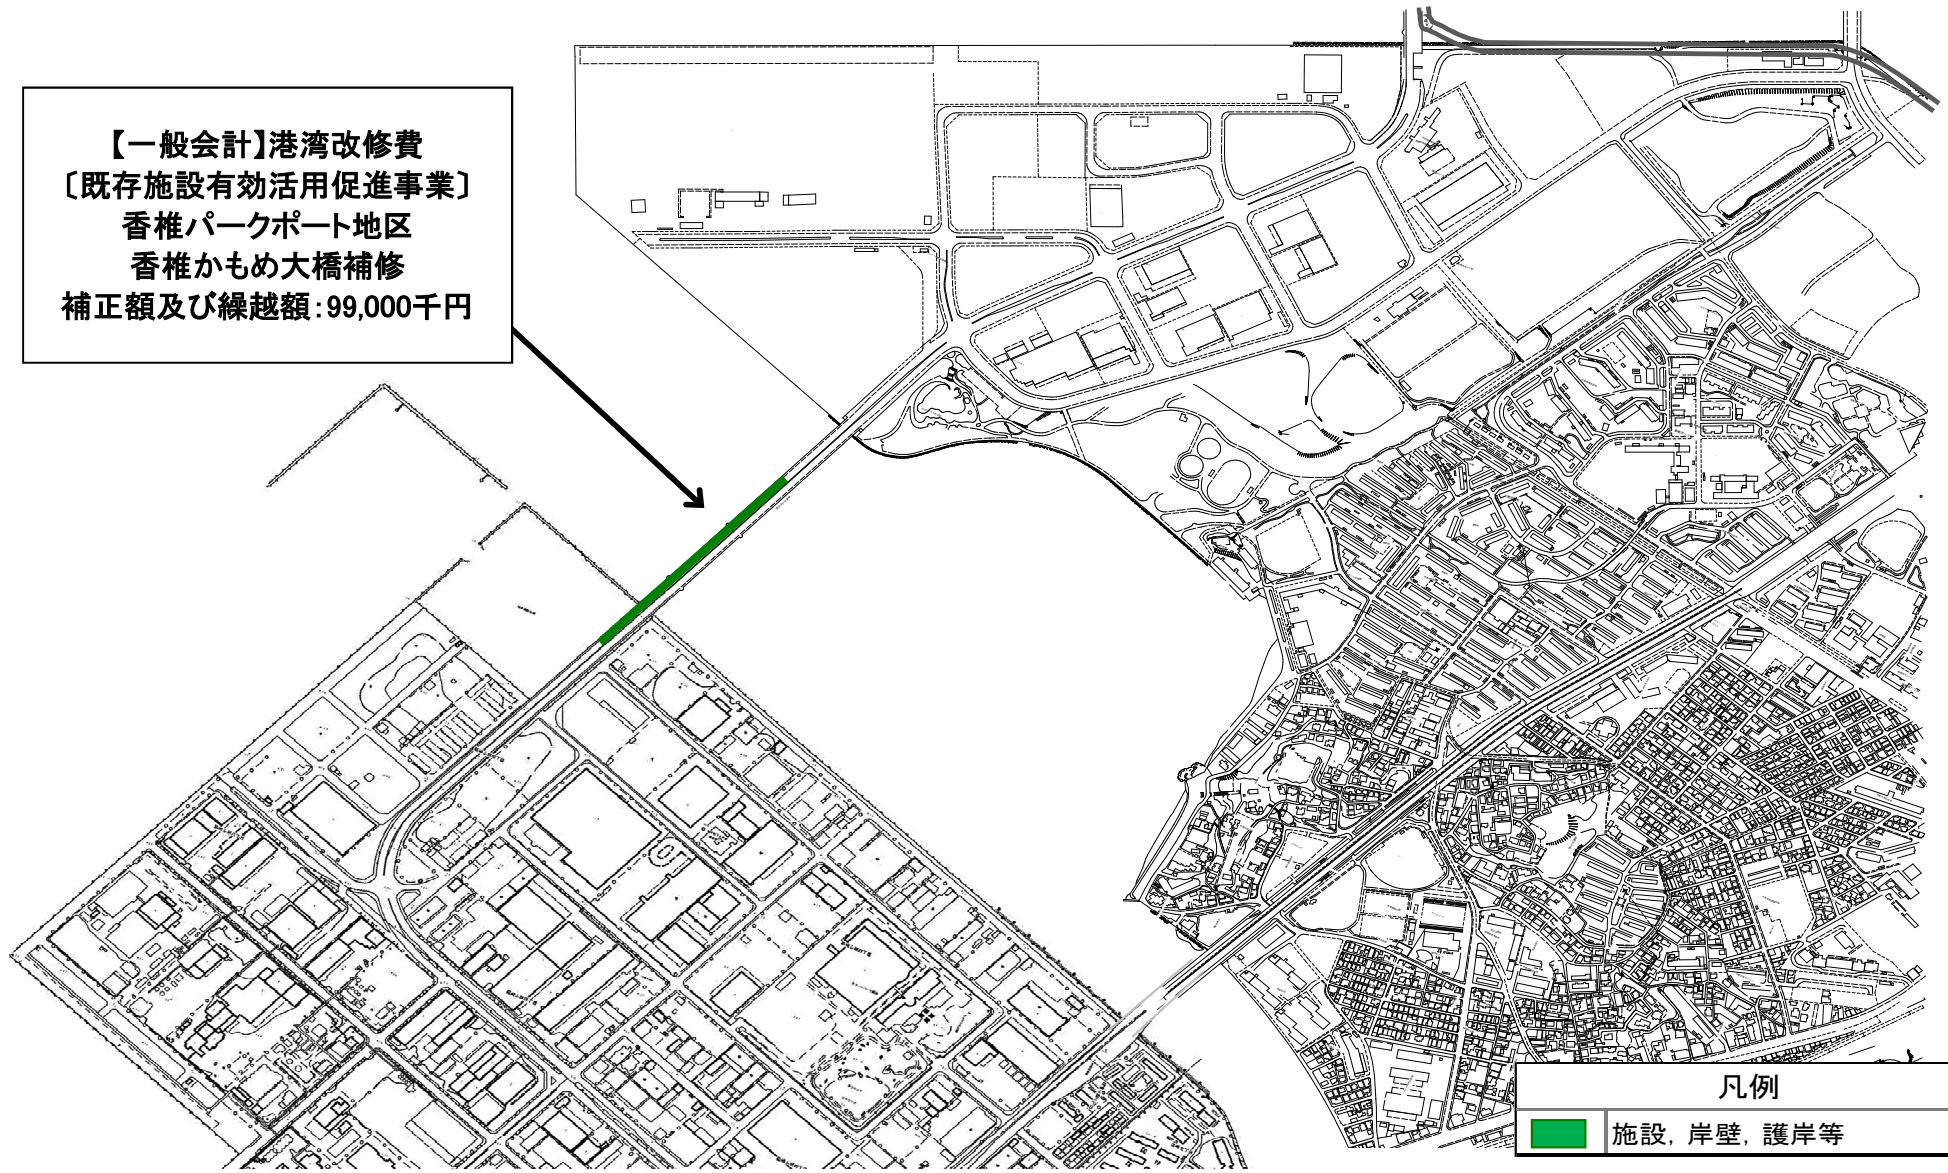 【一般会計】港湾改修費
〔既存施設有効活用促進事業〕
香椎パークポート地区
香椎かもめ大橋補修
補正額及び繰越額：99,000千円
凡例
施設，岸壁，護岸等